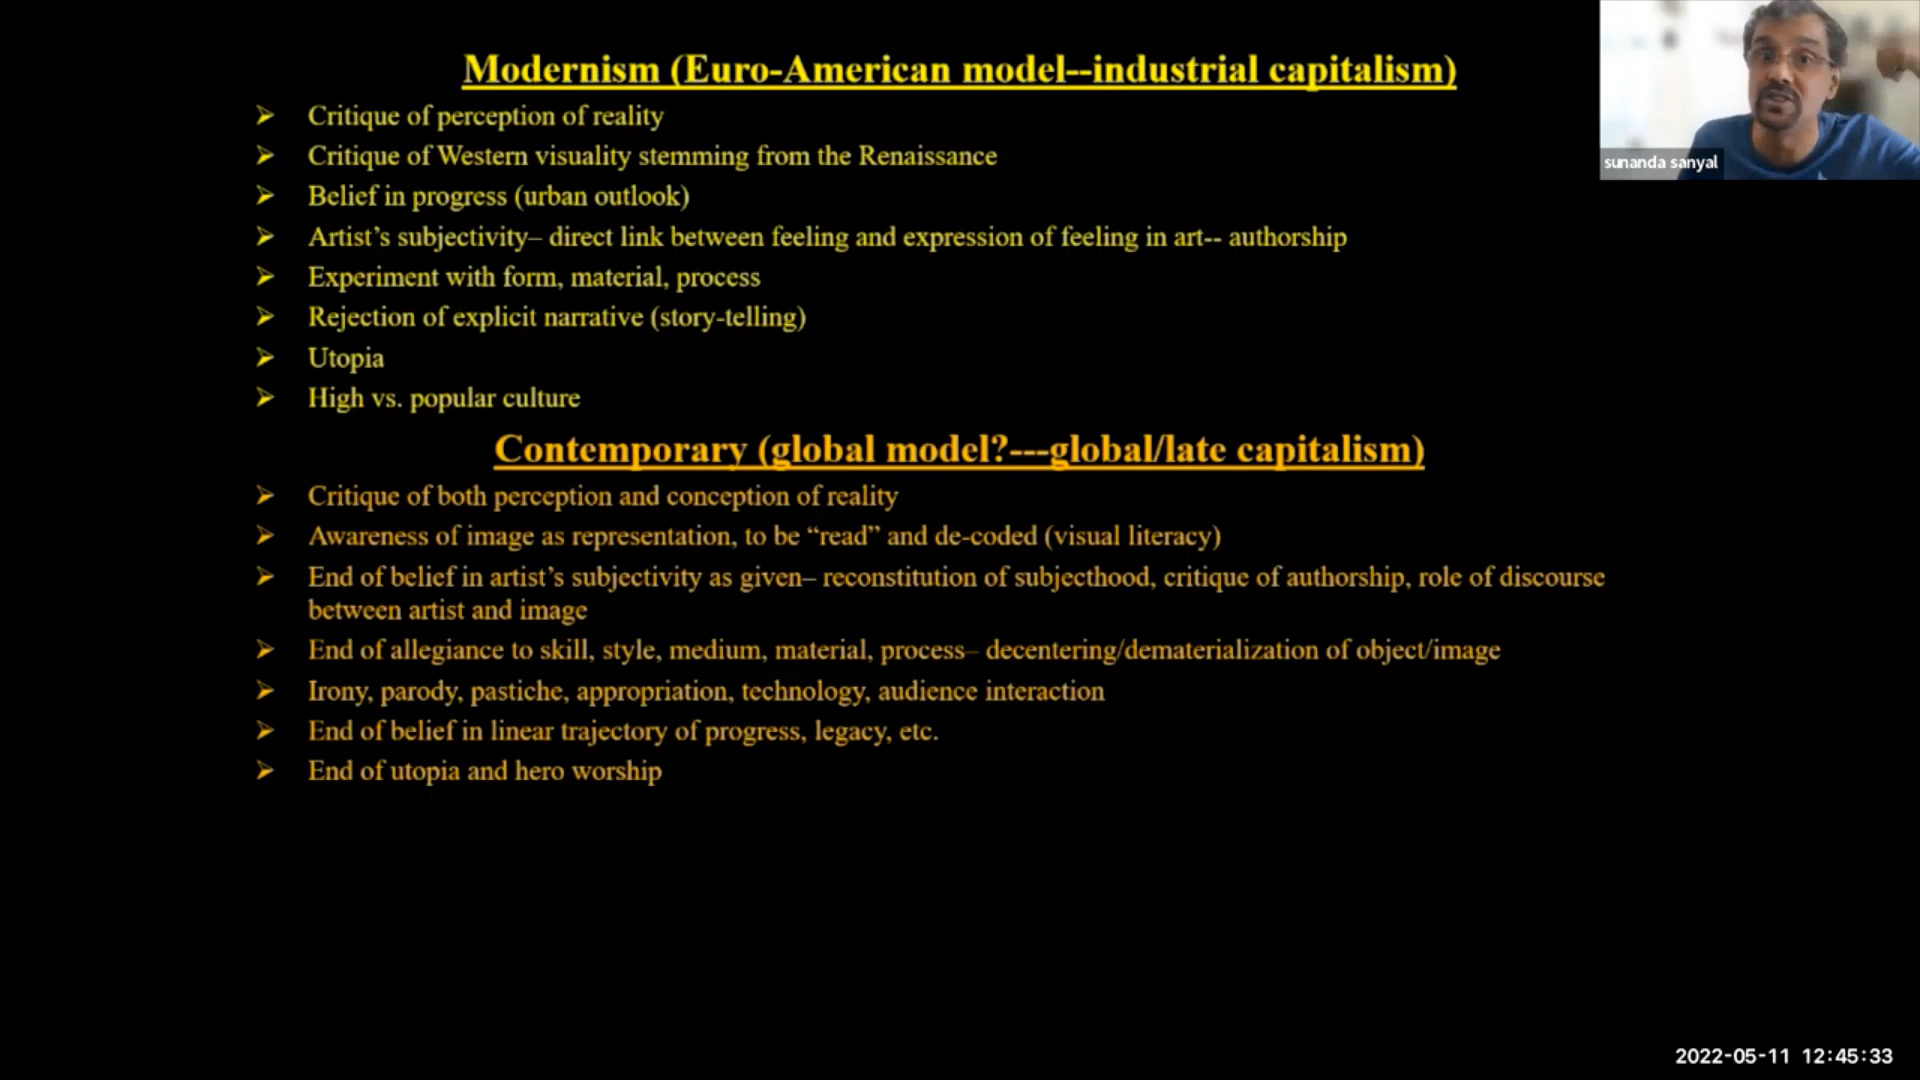 Modernism (Euro-American model--industrial capitalism)
➢ Critique of perception of reality
➢ Critique of Western visuality stemming from the Renaissance
➢ Belief in progress (urban outlook)
➢ Artist’s subjectivity– direct link between feeling and expression of feeling in art-- authorship
➢ Experiment with form, material, process
➢ Rejection of explicit narrative (story-telling)
➢ Utopia
➢ High vs. popular culture
Contemporary (global model?---global/late capitalism)
➢ Critique of both perception and conception of reality
➢ Awareness of image as representation, to be “read” and de-coded (visual literacy)
➢ End of belief in artist’s subjectivity as given– reconstitution of subjecthood, critique of authorship, role of discourse
between artist and image
➢ End of allegiance to skill, style, medium, material, process– decentering/dematerialization of object/image
➢ Irony, parody, pastiche, appropriation, technology, audience interaction
➢ End of belief in linear trajectory of progress, legacy, etc.
➢ End of utopia and hero worship
sunanda sanyal
2022-05-11 12:45:33